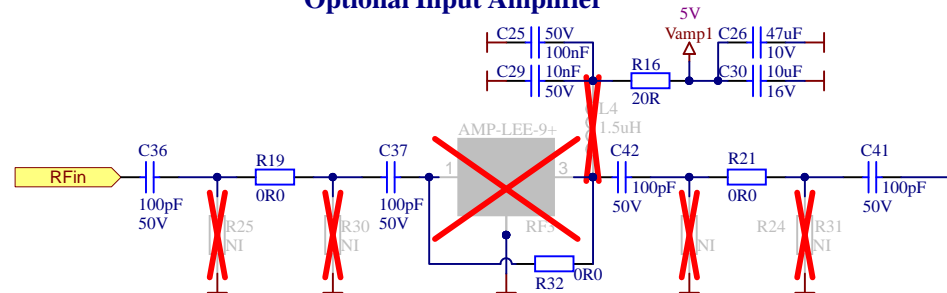 Optional Input Amplifier
5V
C25
50V
Vamp1
C26
47uF
100nF
10V
C29
10nF
R16
C30
10uF
50V
20R
16V
L4
1.5uH
AMP-LEE-9+
C36
R19
C37
1
3
C42
R21
C41
RFin
100pF
0R0
100pF
100pF
0R0
100pF
50V
50V
50V
50V
R25
R30
RF3
R24
R31
NI
NI
NI
NI
R32
0R0